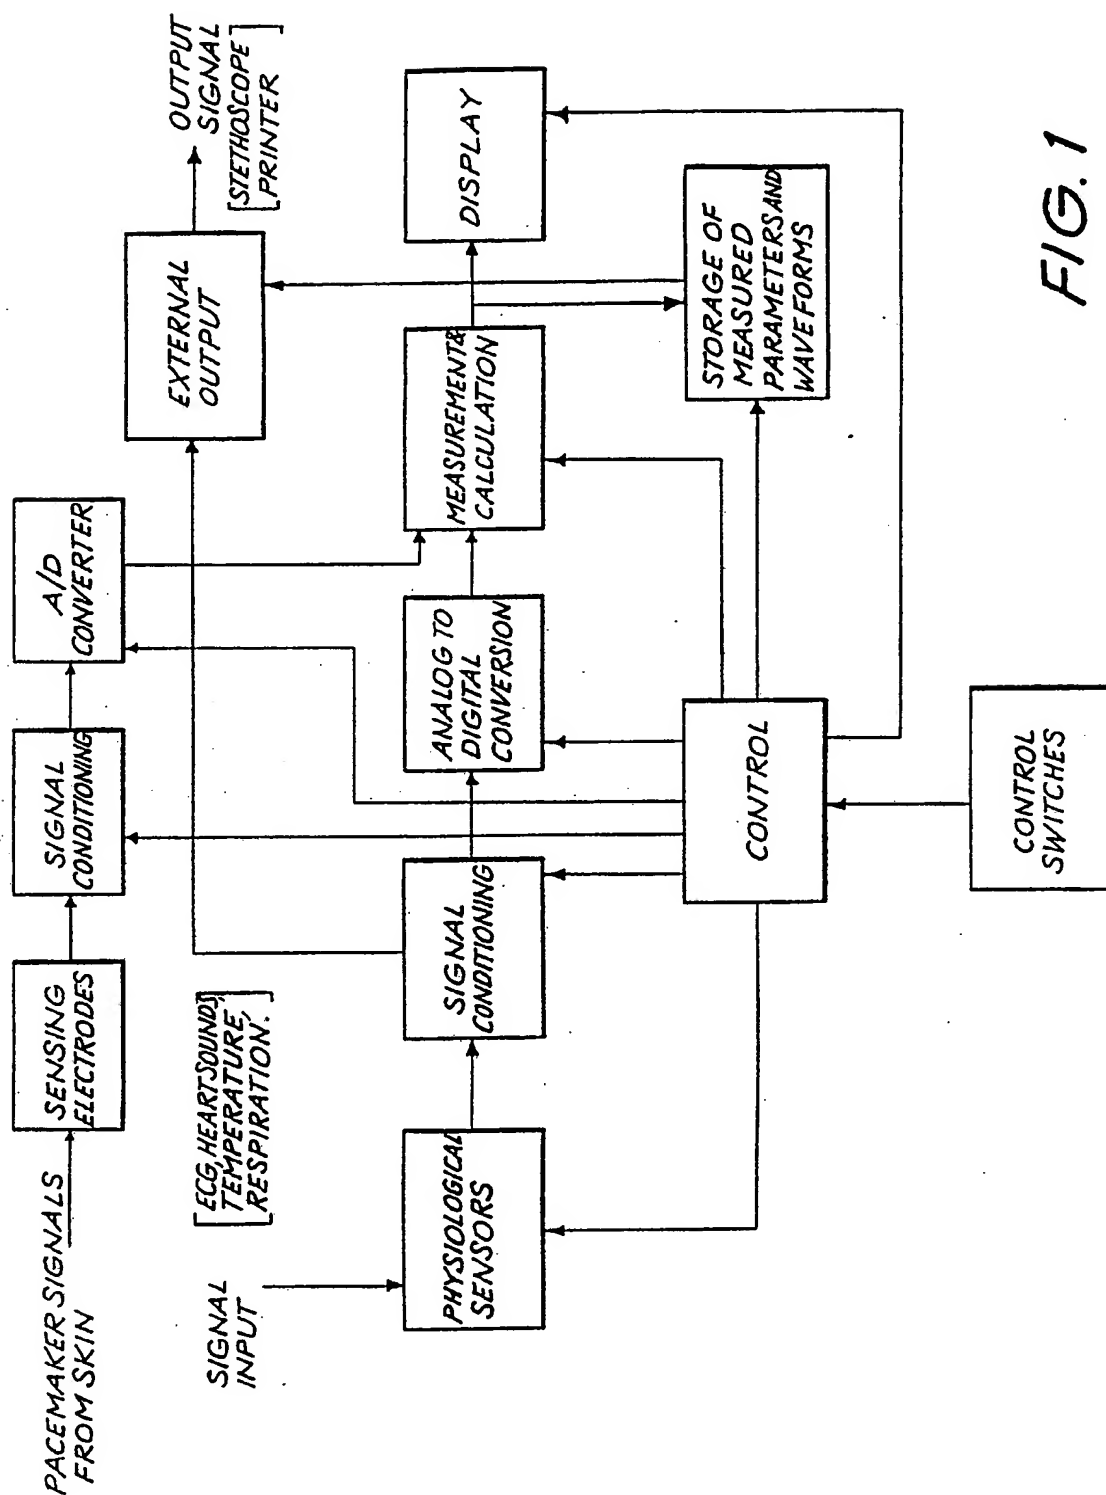 PACEMAKER SIGNALS
FROM SKIN
SENSING
ELECTRODES
SIGNAL
CONDITIONING
A/D
CONVERTER
SIGNAL
INPUT
[ECG, HEART SOUNDS,
TEMPERATURE,
RESPIRATION.]
EXTERNAL
OUTPUT
OUTPUT
SIGNAL
[STETHOSCOPE
PRINTER]
PHYSIOLOGICAL
SENSORS
SIGNAL
CONDITIONING
ANALOG TO
DIGITAL
CONVERSION
MEASUREMENT &
CALCULATION
DISPLAY
CONTROL
STORAGE OF
MEASURED
PARAMETERS AND
WAVEFORMS
CONTROL
SWITCHES
FIG. 1